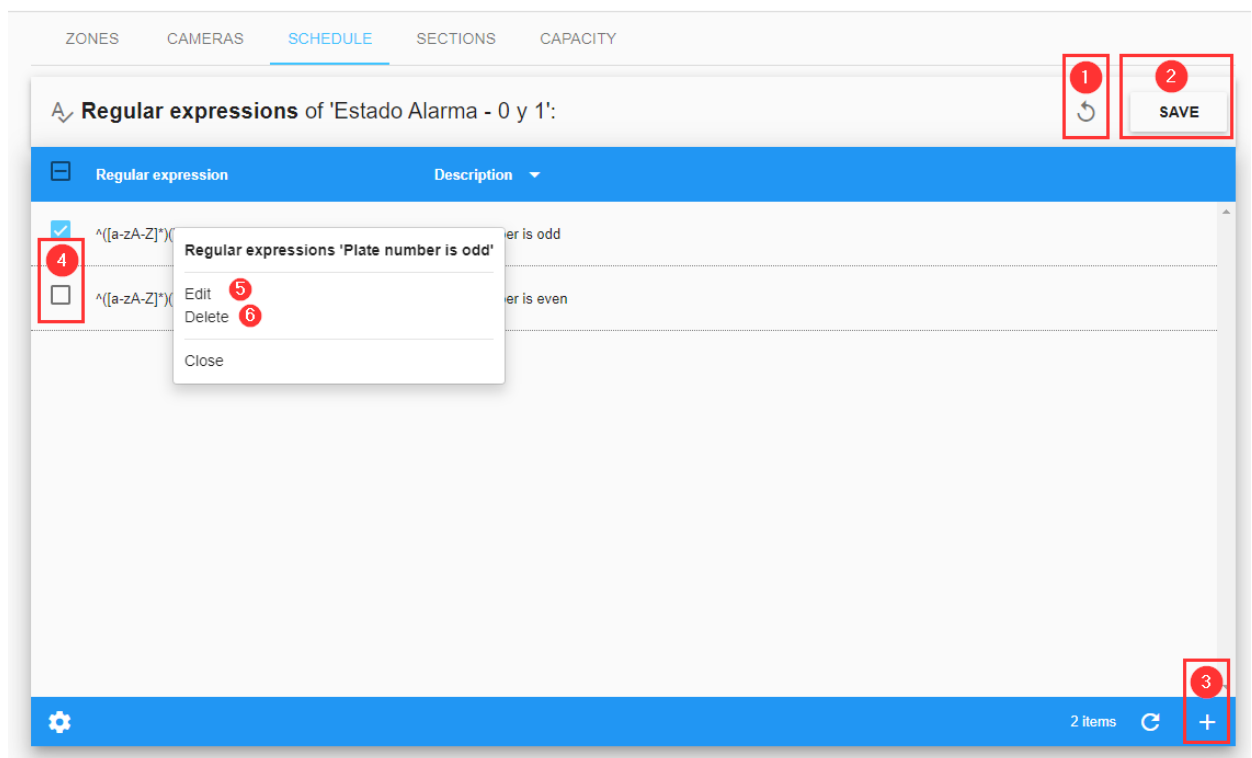 ZONES CAMERAS SCHEDULE SECTIONS CAPACITY
1 2
Regular expressions of 'Estado Alarma - 0 y 1':
SAVE
Regular expression Description
^([a-zA-Z]*)( er is odd
Regular expressions 'Plate number is odd'
4
Edit 5
^([a-zA-Z]*)( er is even
Delete 6
Close
3
2 items